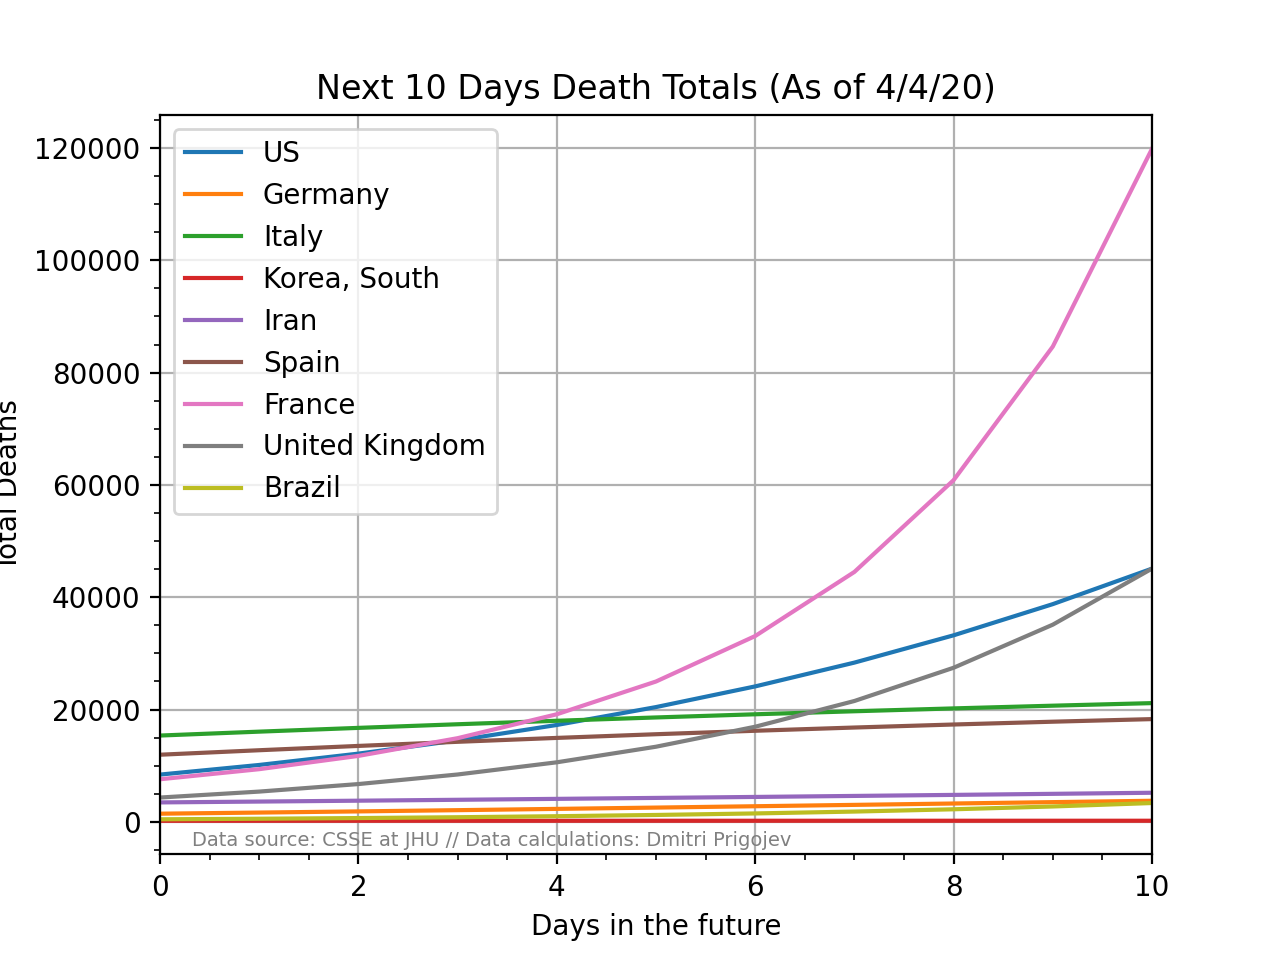 Next 10 Days Death Totals (As of 4/4/20)
120000
100000
80000
60000
40000
20000
0
Total Deaths
US
Germany
Italy
Korea, South
Iran
Spain
France
United Kingdom
Brazil
Data source: CSSE at JHU // Data calculations: Dmitri Prigojev
0 2 4 6 8 10
Days in the future